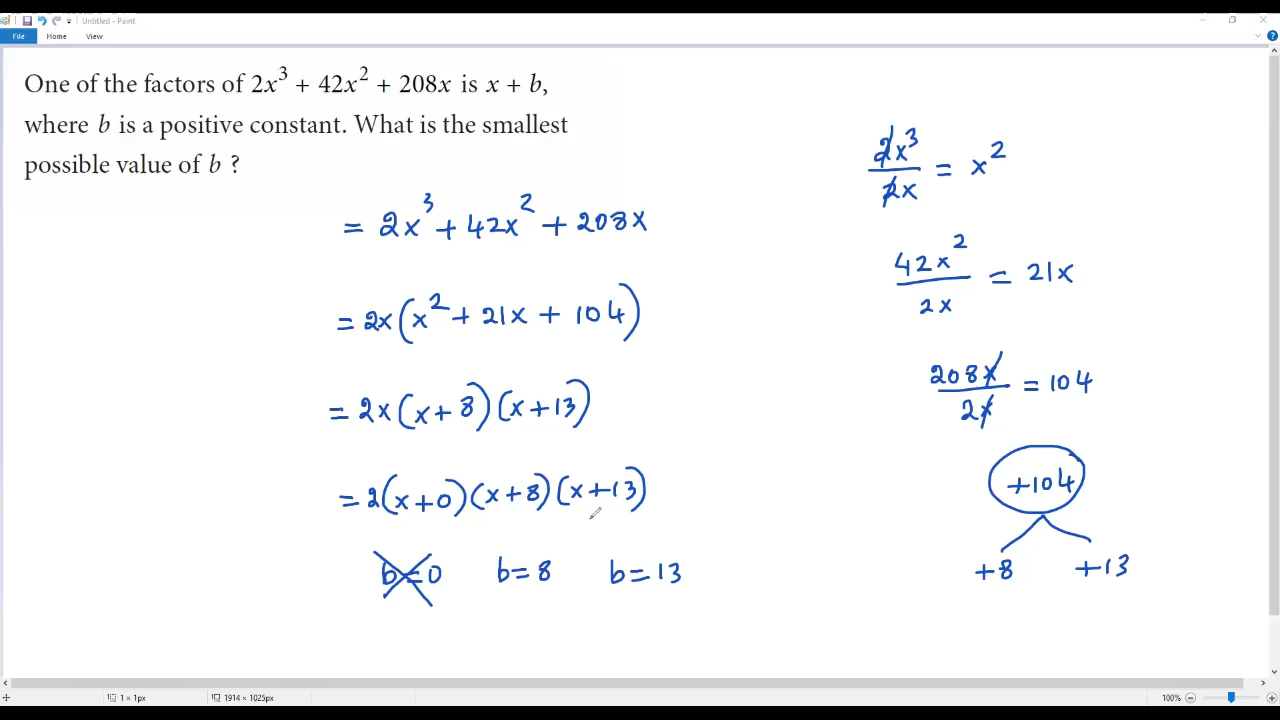 Untitled - Paint
File Home View
One of the factors of 2x³ + 42x² + 208x is x + b,
where b is a positive constant. What is the smallest
possible value of b ?
= 2x³ + 42x² + 208x
= 2x(x² + 21x + 104)
= 2x(x + 8)(x + 13)
= 2(x + 0)(x + 8)(x + 13)
b = 0 b = 8 b = 13
2x³/2x = x²
42x²/2x = 21x
208x/2x = 104
+104
+8 +13
1 × 1px 1914 × 1025px 100%